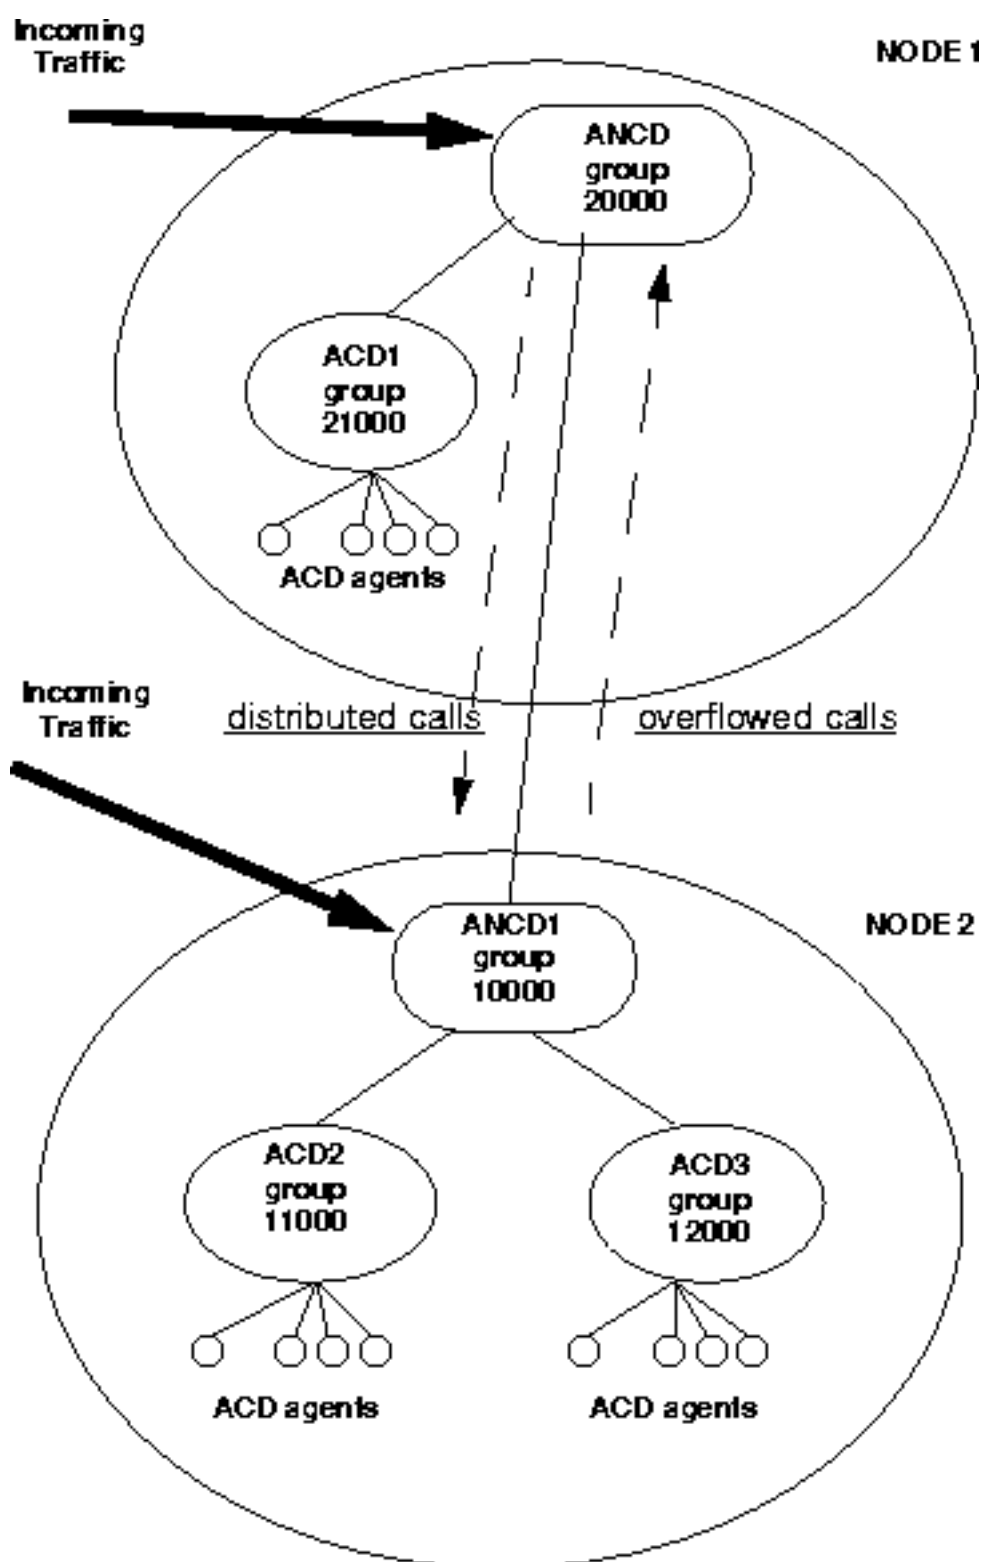 Incoming
Traffic
NODE 1
ANCD
group
20000
ACD1
group
21000
ACD agents
Incoming
Traffic
distributed calls
overflowed calls
ANCD1
group
10000
NODE 2
ACD2
group
11000
ACD3
group
12000
ACD agents
ACD agents